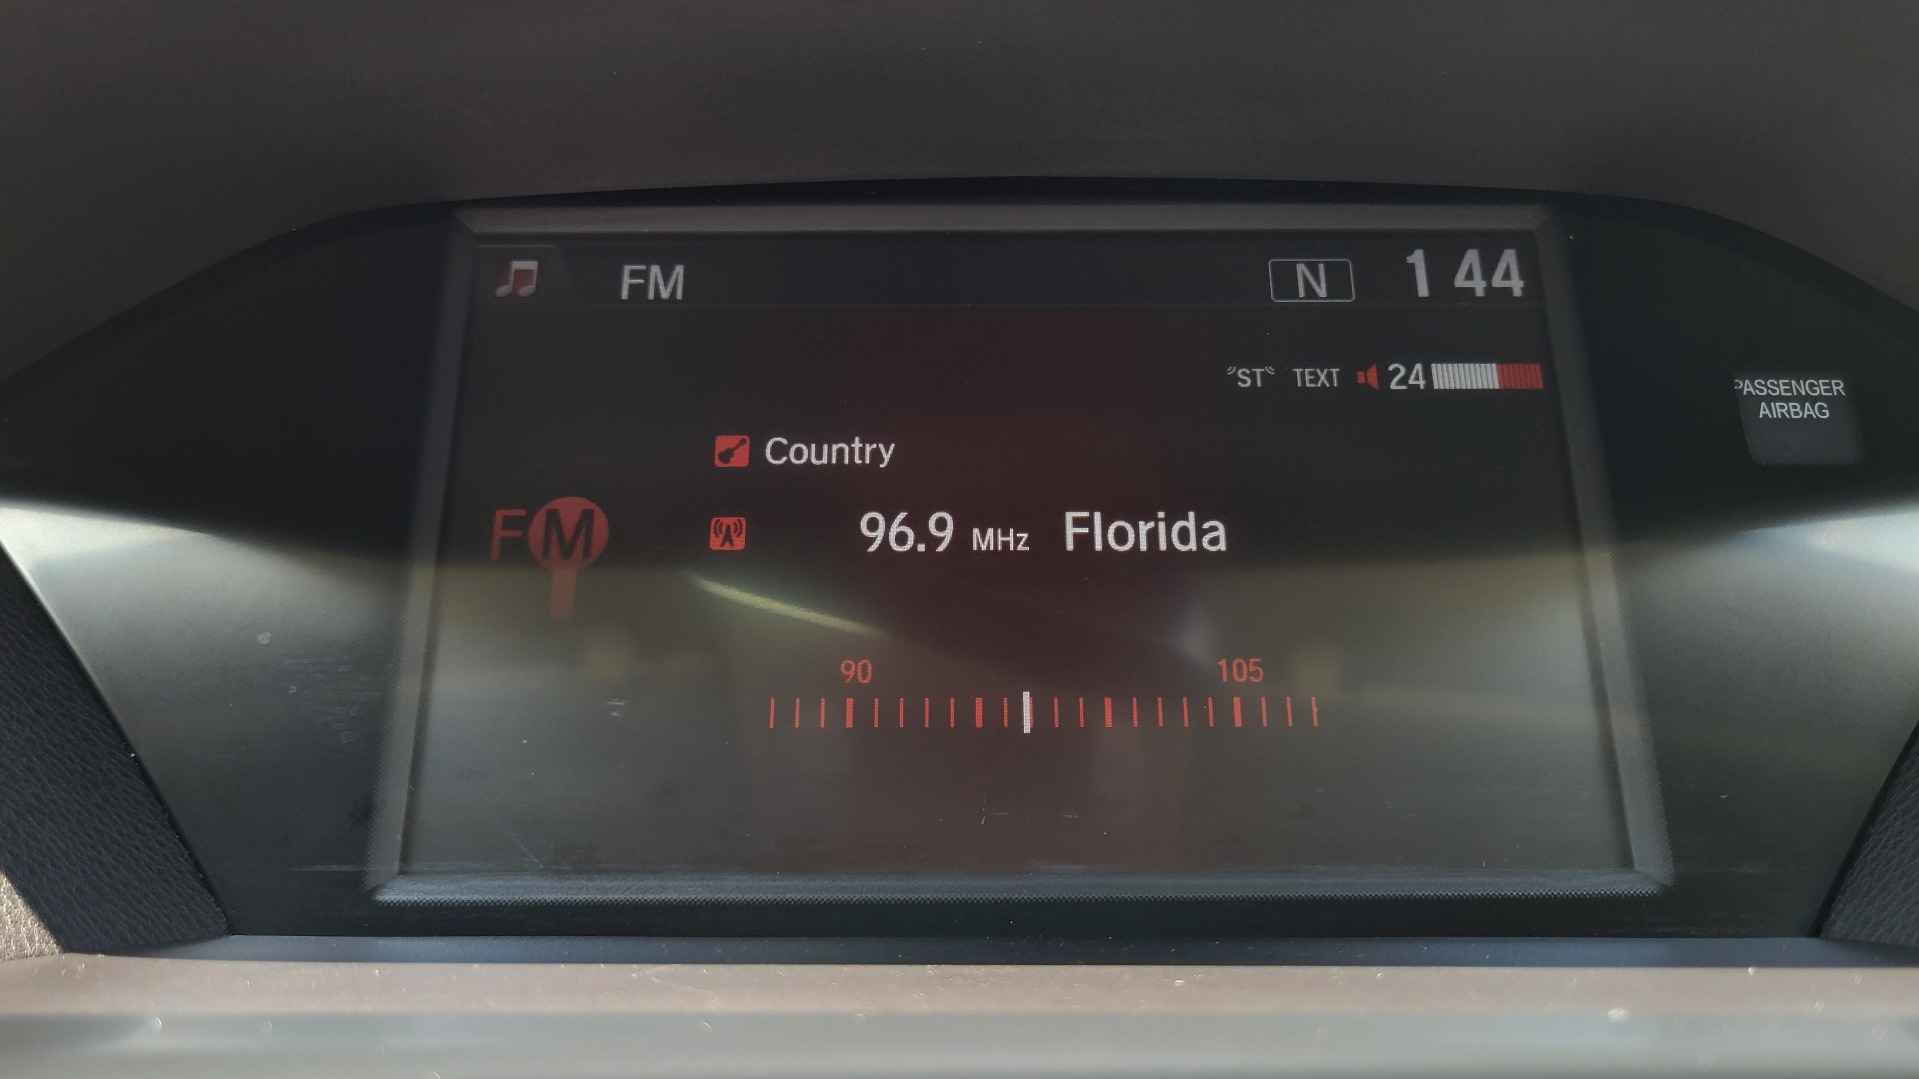 FM N 1 44
"ST" TEXT 24
PASSENGER
AIRBAG
Country
FM 96.9 MHz Florida
90 105